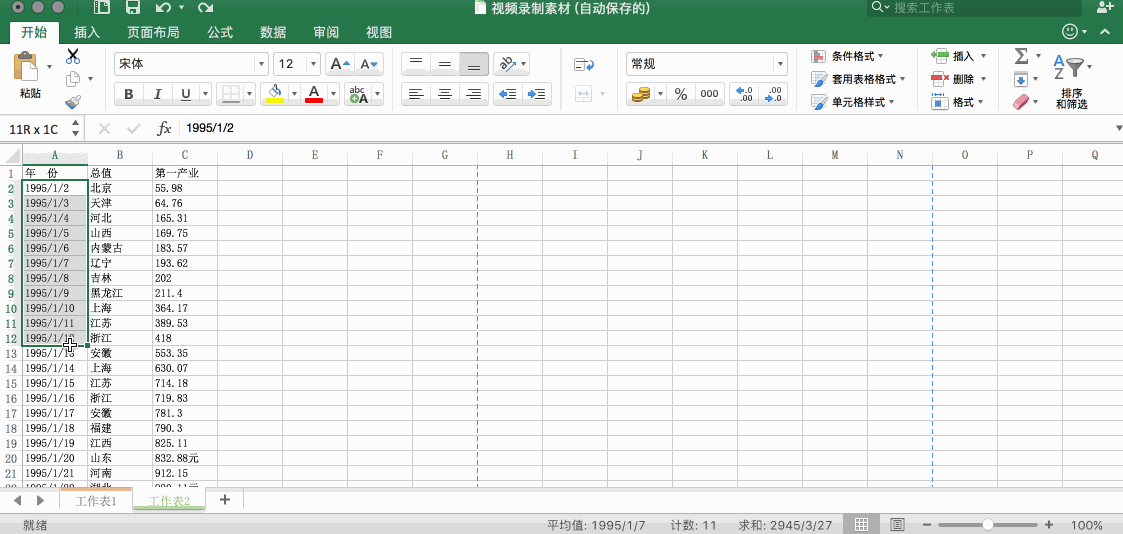 视频录制素材 (自动保存的)
搜索工作表
开始 插入 页面布局 公式 数据 审阅 视图
粘贴
宋体 12 A A
B I U A abc A
常规
% 000 .0 .00 .00 .0
条件格式
套用表格格式
单元格样式
插入
删除
格式
A Z
排序
和筛选
11R x 1C fx 1995/1/2
A B C D E F G H I J K L M N O P Q
1 年 份 总值 第一产业
2 1995/1/2 北京 55.98
3 1995/1/3 天津 64.76
4 1995/1/4 河北 165.31
5 1995/1/5 山西 169.75
6 1995/1/6 内蒙古 183.57
7 1995/1/7 辽宁 193.62
8 1995/1/8 吉林 202
9 1995/1/9 黑龙江 211.4
10 1995/1/10 上海 364.17
11 1995/1/11 江苏 389.53
12 1995/1/12 浙江 418
13 1995/1/13 安徽 553.35
14 1995/1/14 上海 630.07
15 1995/1/15 江苏 714.18
16 1995/1/16 浙江 719.83
17 1995/1/17 安徽 781.3
18 1995/1/18 福建 790.3
19 1995/1/19 江西 825.11
20 1995/1/20 山东 832.88元
21 1995/1/21 河南 912.15
工作表1 工作表2 +
就绪 平均值: 1995/1/7 计数: 11 求和: 2945/3/27 100%